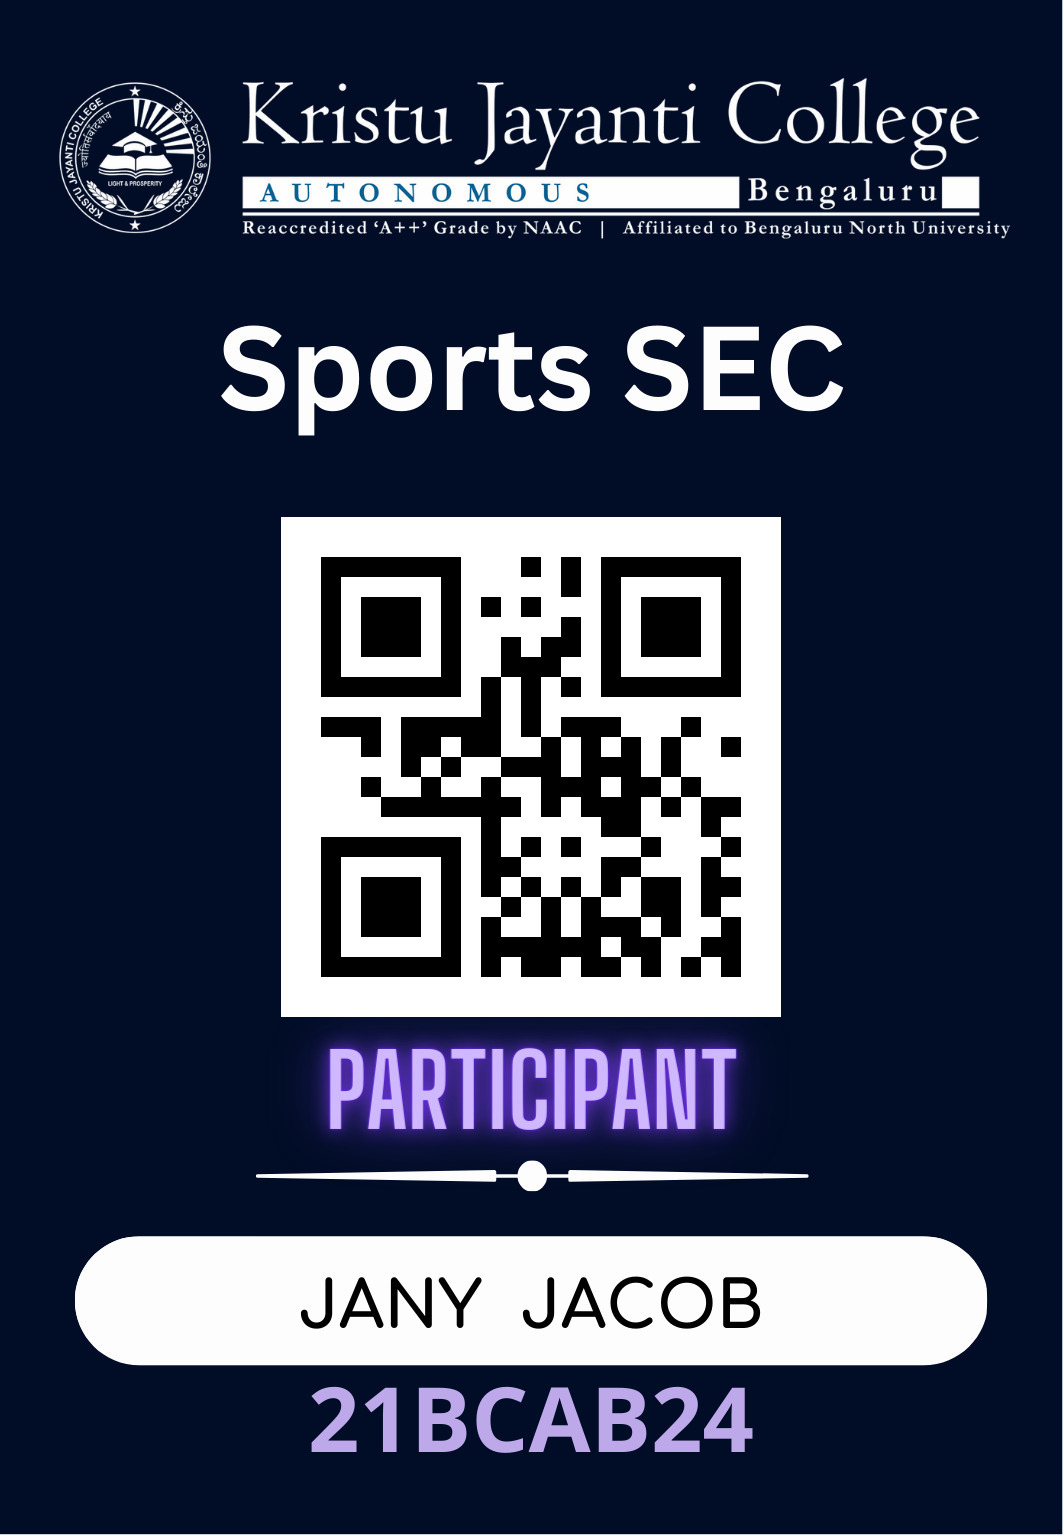 KRISTU JAYANTI COLLEGE
ಕ್ರಿಸ್ತು ಜಯಂತಿ ಕಾಲೇಜು
LIGHT & PROSPERITY
Kristu Jayanti College
AUTONOMOUS Bengaluru
Reaccredited ‘A++’ Grade by NAAC | Affiliated to Bengaluru North University
Sports SEC
PARTICIPANT
JANY JACOB
21BCAB24